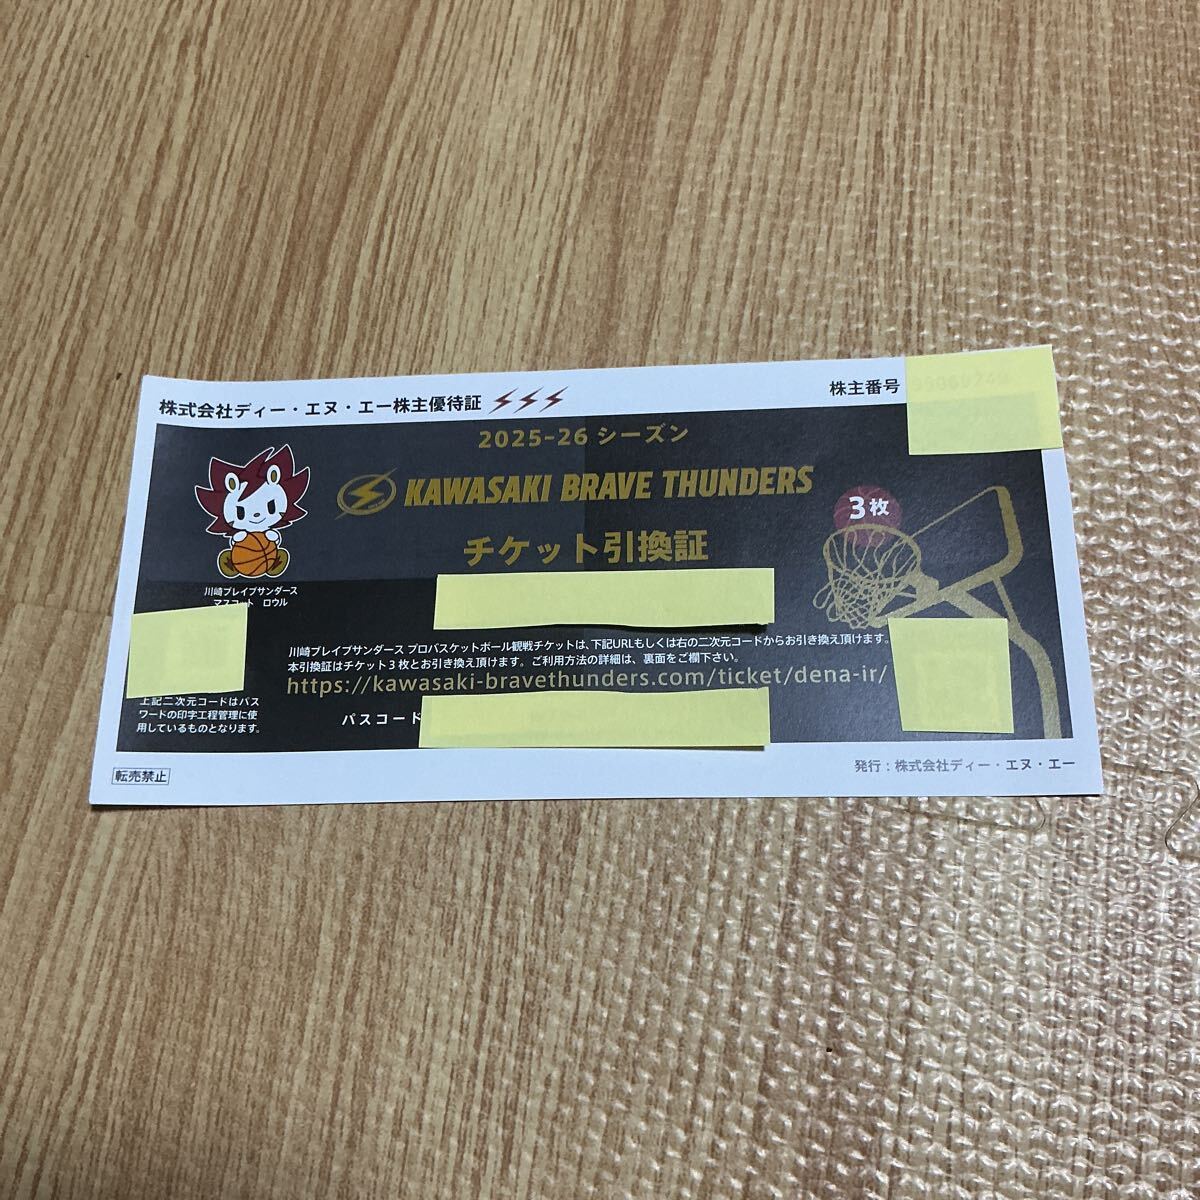 株式会社ディー・エヌ・エー株主優待証
株主番号
2025-26 シーズン
KAWASAKI BRAVE THUNDERS
3枚
チケット引換証
川崎ブレイブサンダース
マスコット ロウル
川崎ブレイブサンダース プロバスケットボール観戦チケットは、下記URLもしくは右の二次元コードからお引き換え頂けます。
本引換証はチケット3枚とお引き換え頂けます。ご利用方法の詳細は、裏面をご欄下さい。
https://kawasaki-bravethunders.com/ticket/dena-ir/
上記二次元コードはパス
ワードの印字工程管理に使
用しているものとなります。
パスコード
転売禁止
発行：株式会社ディー・エヌ・エー